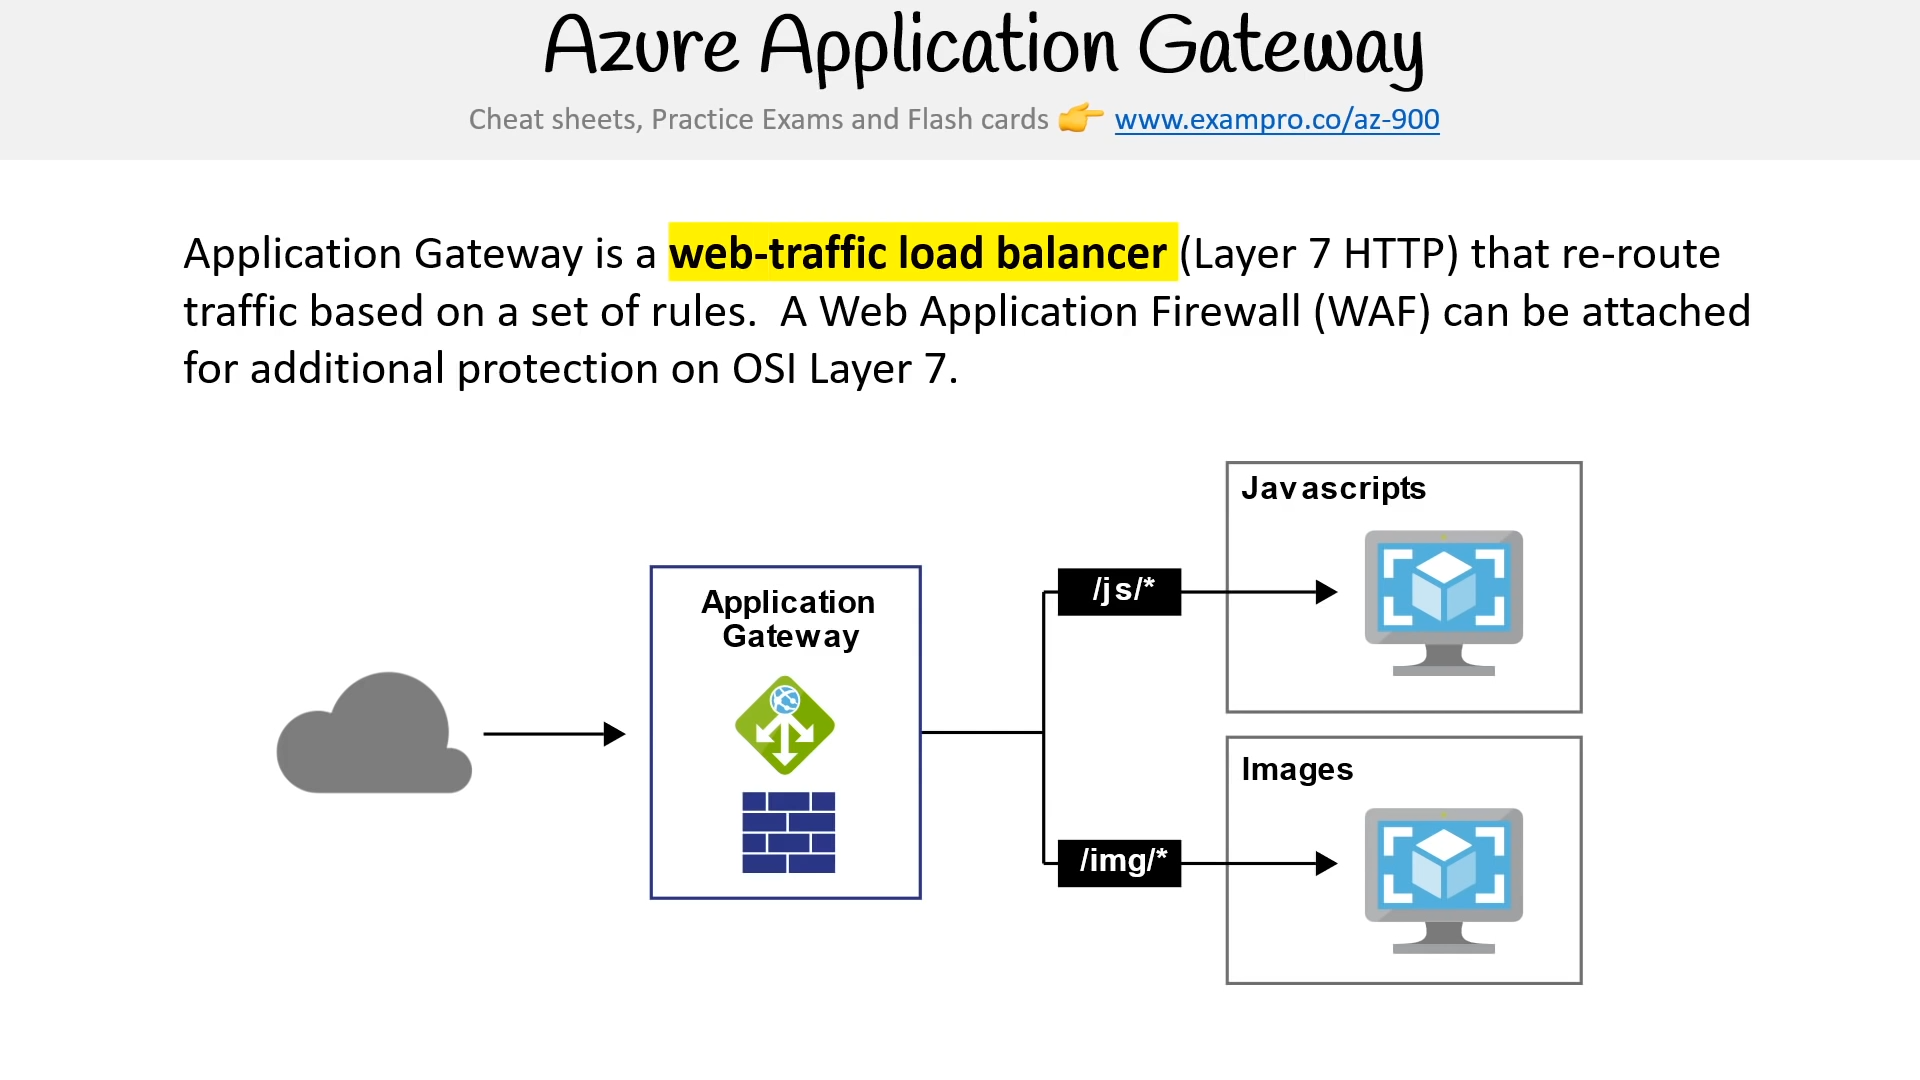 Azure Application Gateway
Cheat sheets, Practice Exams and Flash cards 👉 www.exampro.co/az-900
Application Gateway is a web-traffic load balancer (Layer 7 HTTP) that re-route
traffic based on a set of rules.  A Web Application Firewall (WAF) can be attached
for additional protection on OSI Layer 7.
Application
Gateway
/js/*
Javascripts
/img/*
Images